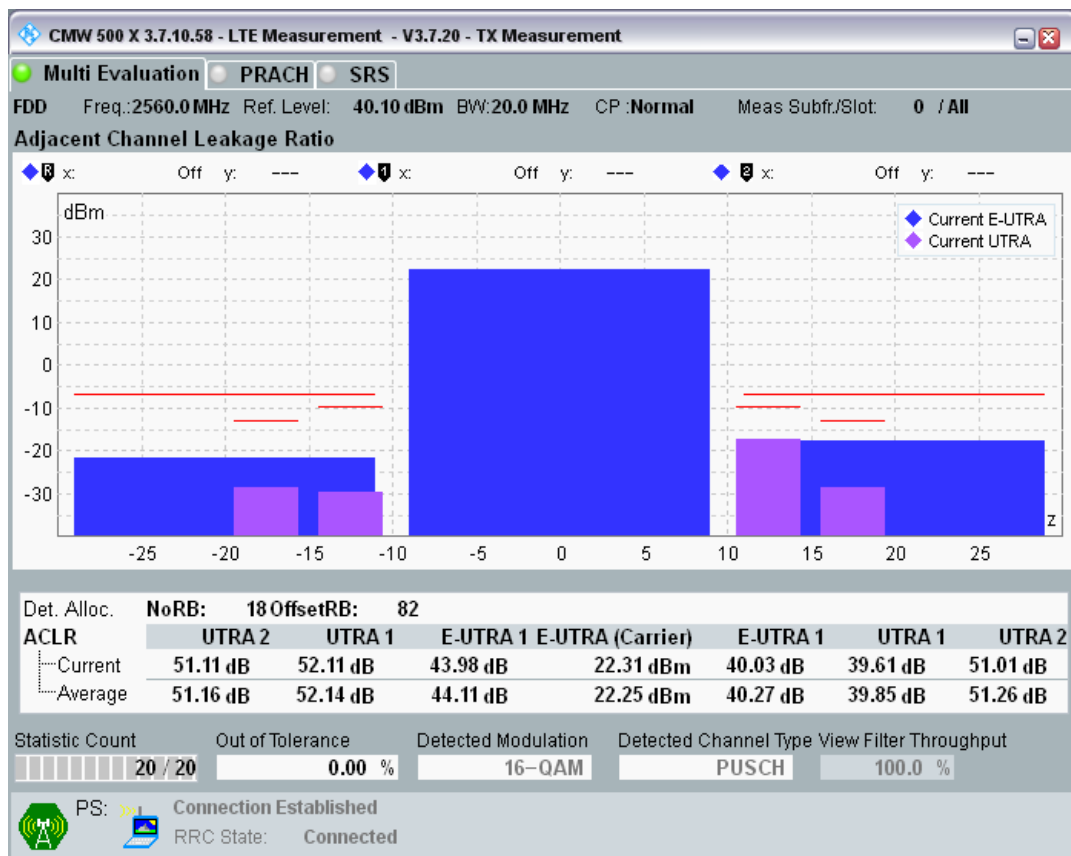 CMW 500 X 3.7.10.58 - LTE Measurement - V3.7.20 - TX Measurement
Multi Evaluation PRACH SRS
FDD Freg.:2560.0 MHz Ref. Level: 40.10 dBm BW:20.0 MHz CP :Normal Meas Subfr./Slot: 0 / All
Adjacent Channel Leakage Ratio
R x: Off y: --- 1 x: Off y: --- 2 x: Off y: ---
dBm
Current E-UTRA
Current UTRA
30
20
10
0
-10
-20
-30
z
-25 -20 -15 -10 -5 0 5 10 15 20 25
Det. Alloc. NoRB: 18 OffsetRB: 82
ACLR UTRA 2 UTRA 1 E-UTRA 1 E-UTRA (Carrier) E-UTRA 1 UTRA 1 UTRA 2
Current 51.11 dB 52.11 dB 43.98 dB 22.31 dBm 40.03 dB 39.61 dB 51.01 dB
Average 51.16 dB 52.14 dB 44.11 dB 22.25 dBm 40.27 dB 39.85 dB 51.26 dB
Statistic Count Out of Tolerance Detected Modulation Detected Channel Type View Filter Throughput
20 / 20 0.00 % 16-QAM PUSCH 100.0 %
PS: Connection Established
RRC State: Connected